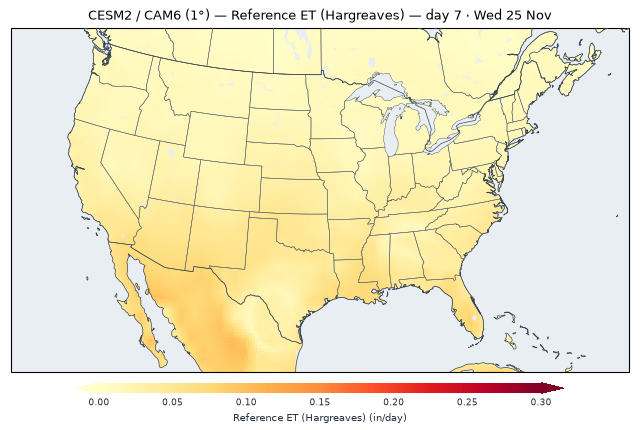 CESM2 / CAM6 (1°) — Reference ET (Hargreaves) — day 7 · Wed 25 Nov
0.00 0.05 0.10 0.15 0.20 0.25 0.30
Reference ET (Hargreaves) (in/day)